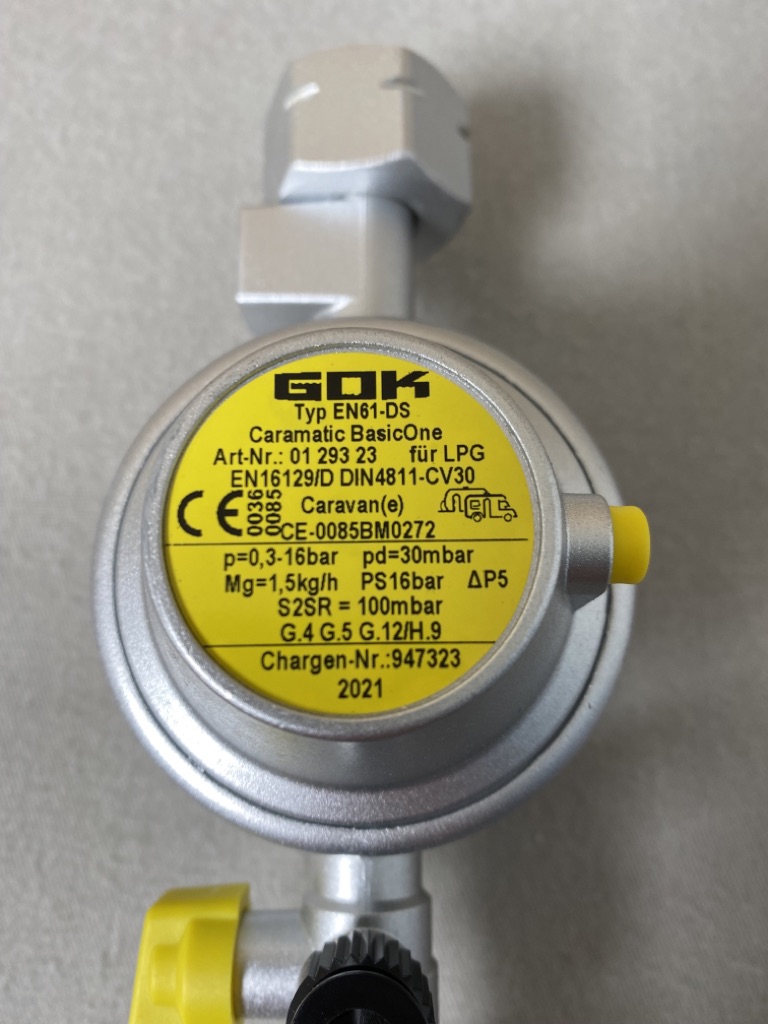 GOK
Typ EN61-DS
Caramatic BasicOne
Art-Nr.: 01 293 23 für LPG
EN16129/D DIN4811-CV30
CE 0036 0085 Caravan(e)
CE-0085BM0272
p=0,3-16bar pd=30mbar
Mg=1,5kg/h PS16bar ΔP5
S2SR = 100mbar
G.4 G.5 G.12/H.9
Chargen-Nr.:947323
2021